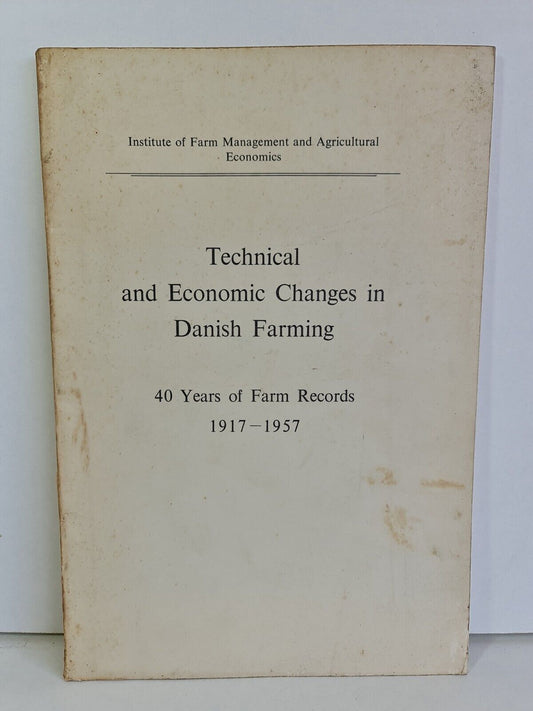 Institute of Farm Management and Agricultural
Economics
Technical
and Economic Changes in
Danish Farming
40 Years of Farm Records
1917—1957